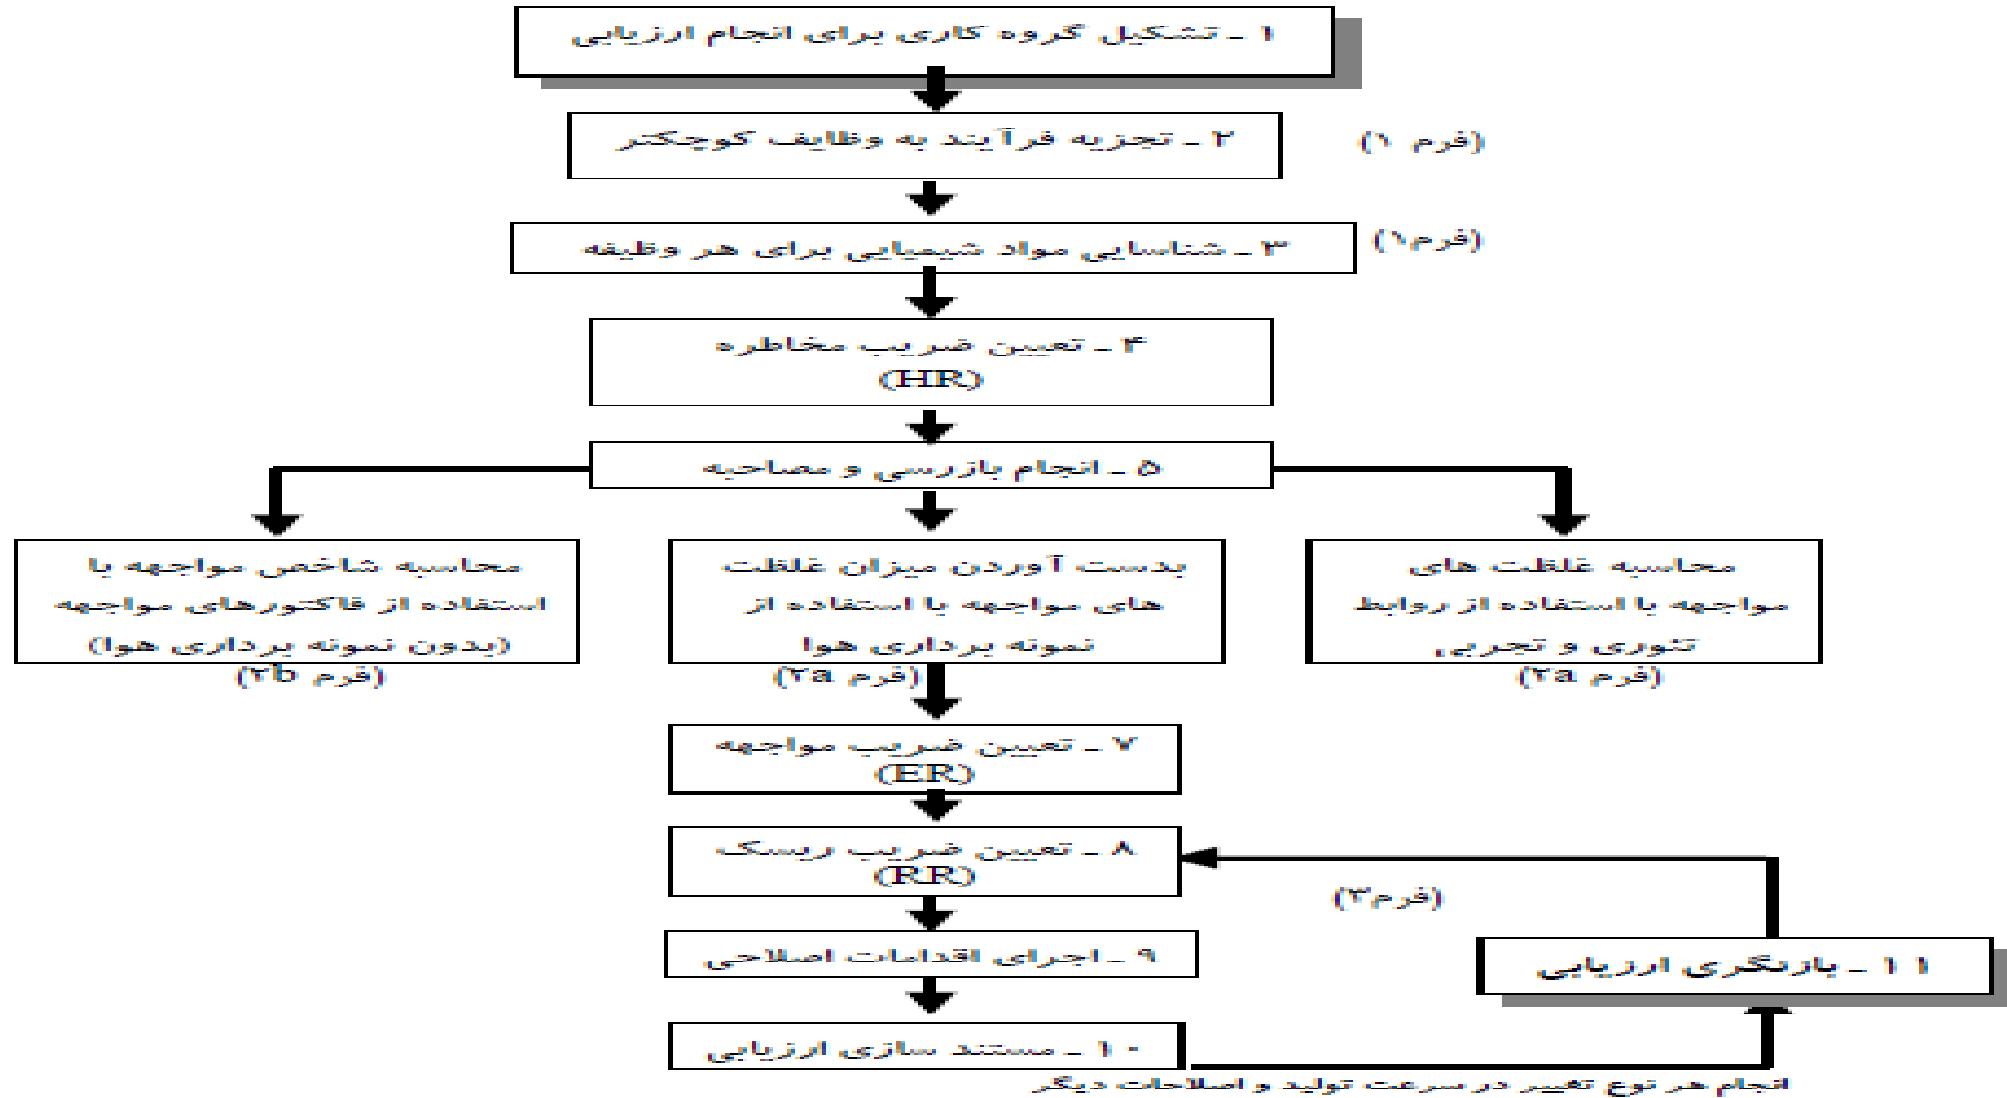 ۱ ـ تشکیل گروه کاری برای انجام ارزیابی
۲ ـ تجزیه فرآیند به وظایف کوچکتر
(فرم ۱)
۳ ـ شناسایی مواد شیمیایی برای هر وظیفه
(فرم۱)
۴ ـ تعیین ضریب مخاطره
(HR)
۵ ـ انجام بازرسی و مصاحبه
محاسبه غلظت های
مواجهه با استفاده از روابط
تئوری و تجربی
(فرم ۲a)
بدست آوردن میزان غلظت
های مواجهه با استفاده از
نمونه برداری هوا
(فرم ۲a)
محاسبه شاخص مواجهه با
استفاده از فاکتورهای مواجهه
(بدون نمونه برداری هوا)
(فرم ۲b)
۷ ـ تعیین ضریب مواجهه
(ER)
۸ ـ تعیین ضریب ریسک
(RR)
(فرم۳)
۹ ـ اجرای اقدامات اصلاحی
۱۱ ـ بازنگری ارزیابی
۱۰ ـ مستند سازی ارزیابی
انجام هر نوع تغییر در سرعت تولید و اصلاحات دیگر